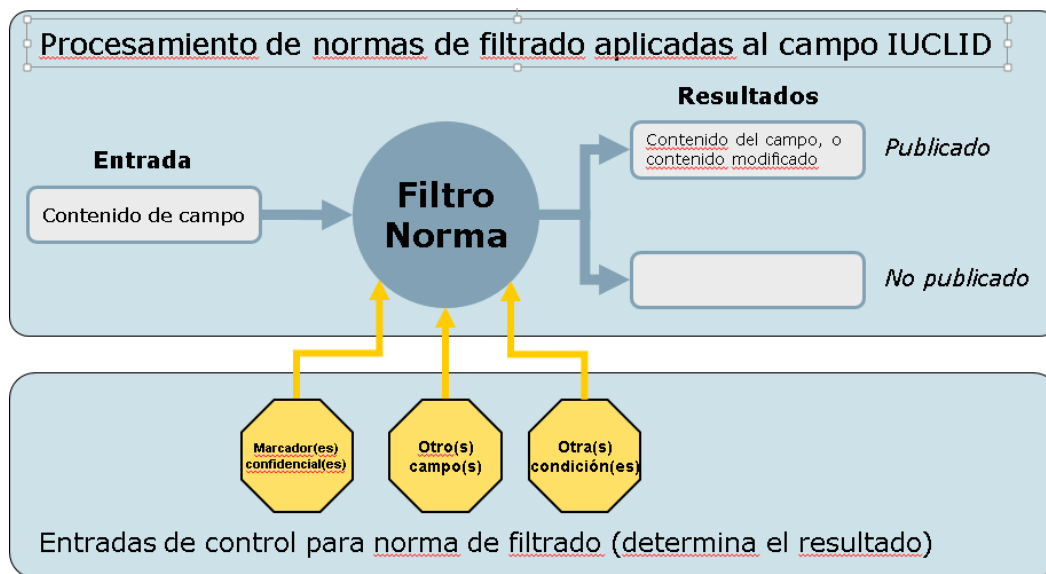 Procesamiento de normas de filtrado aplicadas al campo IUCLID
Resultados
Entrada
Contenido de campo
Filtro
Norma
Contenido del campo, o
contenido modificado
Publicado
No publicado
Marcador(es)
confidencial(es)
Otro(s)
campo(s)
Otra(s)
condición(es)
Entradas de control para norma de filtrado (determina el resultado)